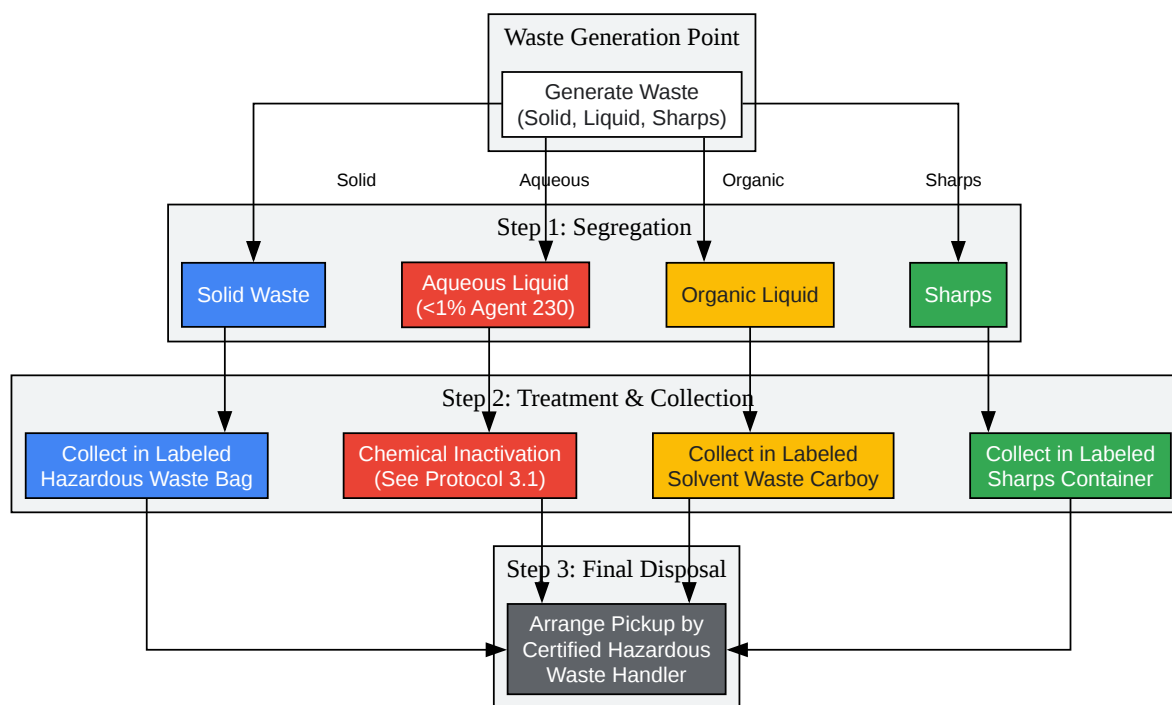 Waste Generation Point
Generate Waste
(Solid, Liquid, Sharps)
Solid
Aqueous
Organic
Sharps
Step 1: Segregation
Solid Waste
Aqueous Liquid
(<1% Agent 230)
Organic Liquid
Sharps
Step 2: Treatment & Collection
Collect in Labeled
Hazardous Waste Bag
Chemical Inactivation
(See Protocol 3.1)
Collect in Labeled
Solvent Waste Carboy
Collect in Labeled
Sharps Container
Step 3: Final Disposal
Arrange Pickup by
Certified Hazardous
Waste Handler